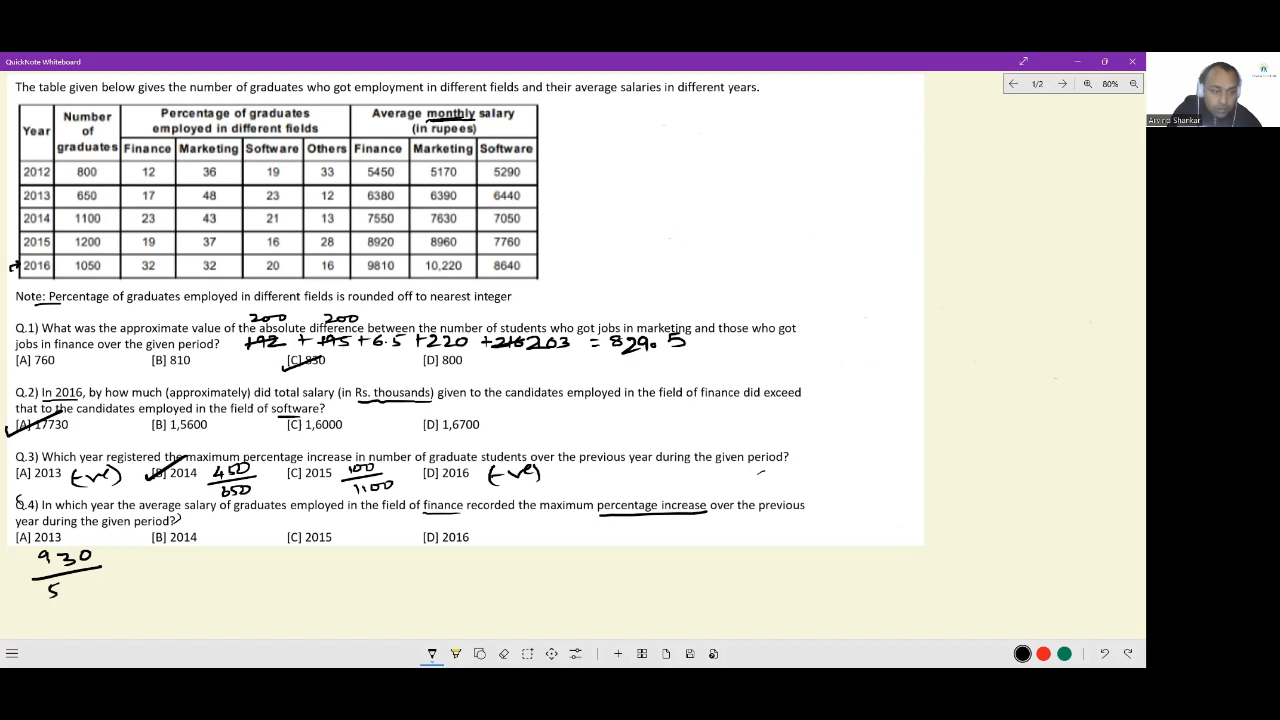 QuickNote Whiteboard
1/2 80%
Arvind Shankar
The table given below gives the number of graduates who got employment in different fields and their average salaries in different years.
Year Number of graduates Percentage of graduates employed in different fields Average monthly salary (in rupees)
Finance Marketing Software Others Finance Marketing Software
2012 800 12 36 19 33 5450 5170 5290
2013 650 17 48 23 12 6380 6390 6440
2014 1100 23 43 21 13 7550 7630 7050
2015 1200 19 37 16 28 8920 8960 7760
2016 1050 32 32 20 16 9810 10,220 8640
Note: Percentage of graduates employed in different fields is rounded off to nearest integer
200 200
Q.1) What was the approximate value of the absolute difference between the number of students who got jobs in marketing and those who got
jobs in finance over the given period? 192 + 195 + 6.5 + 220 + 216 203 = 829.5
[A] 760 [B] 810 [C] 830 [D] 800
Q.2) In 2016, by how much (approximately) did total salary (in Rs. thousands) given to the candidates employed in the field of finance did exceed
that to the candidates employed in the field of software?
[A] 17730 [B] 1,5600 [C] 1,6000 [D] 1,6700
Q.3) Which year registered the maximum percentage increase in number of graduate students over the previous year during the given period?
[A] 2013 (-ve) [B] 2014 450/650 [C] 2015 100/1100 [D] 2016 (-ve)
Q.4) In which year the average salary of graduates employed in the field of finance recorded the maximum percentage increase over the previous
year during the given period?
[A] 2013 [B] 2014 [C] 2015 [D] 2016
930
5